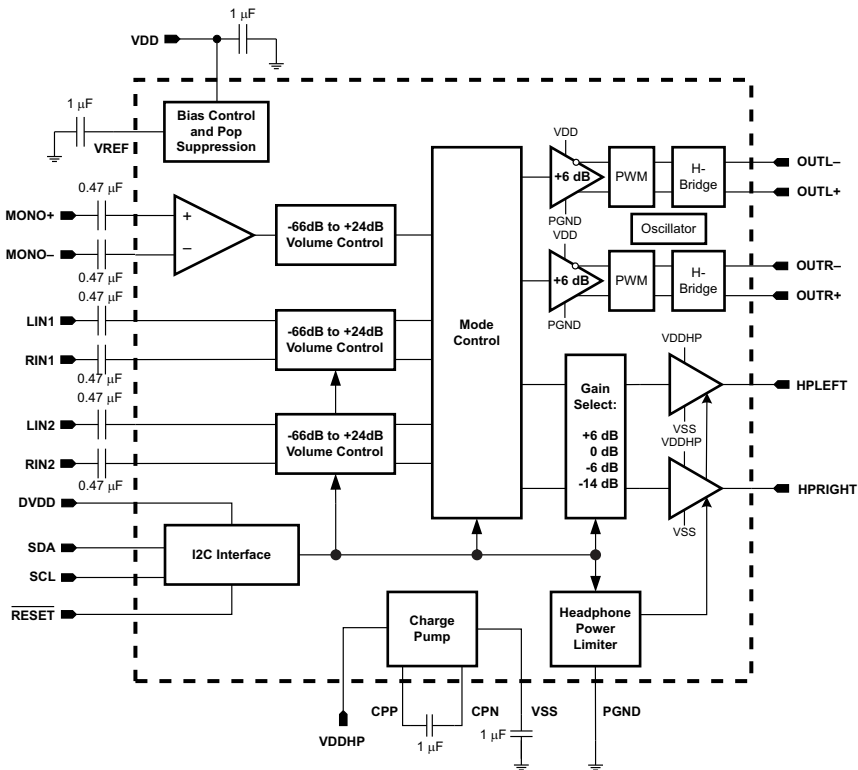 1 μF
VDD
1 μF
VREF
Bias Control
and Pop
Suppression
0.47 μF
MONO+
MONO–
0.47 μF
+
–
-66dB to +24dB
Volume Control
0.47 μF
LIN1
RIN1
0.47 μF
-66dB to +24dB
Volume Control
0.47 μF
LIN2
RIN2
0.47 μF
-66dB to +24dB
Volume Control
DVDD
SDA
SCL
RESET
I2C Interface
Mode
Control
VDD
+6 dB
PGND
PWM
H-
Bridge
OUTL–
OUTL+
Oscillator
VDD
+6 dB
PGND
PWM
H-
Bridge
OUTR–
OUTR+
Gain
Select:
+6 dB
0 dB
-6 dB
-14 dB
VDDHP
VSS
HPLEFT
VDDHP
VSS
HPRIGHT
Charge
Pump
Headphone
Power
Limiter
VDDHP
CPP
CPN
1 μF
VSS
1 μF
PGND